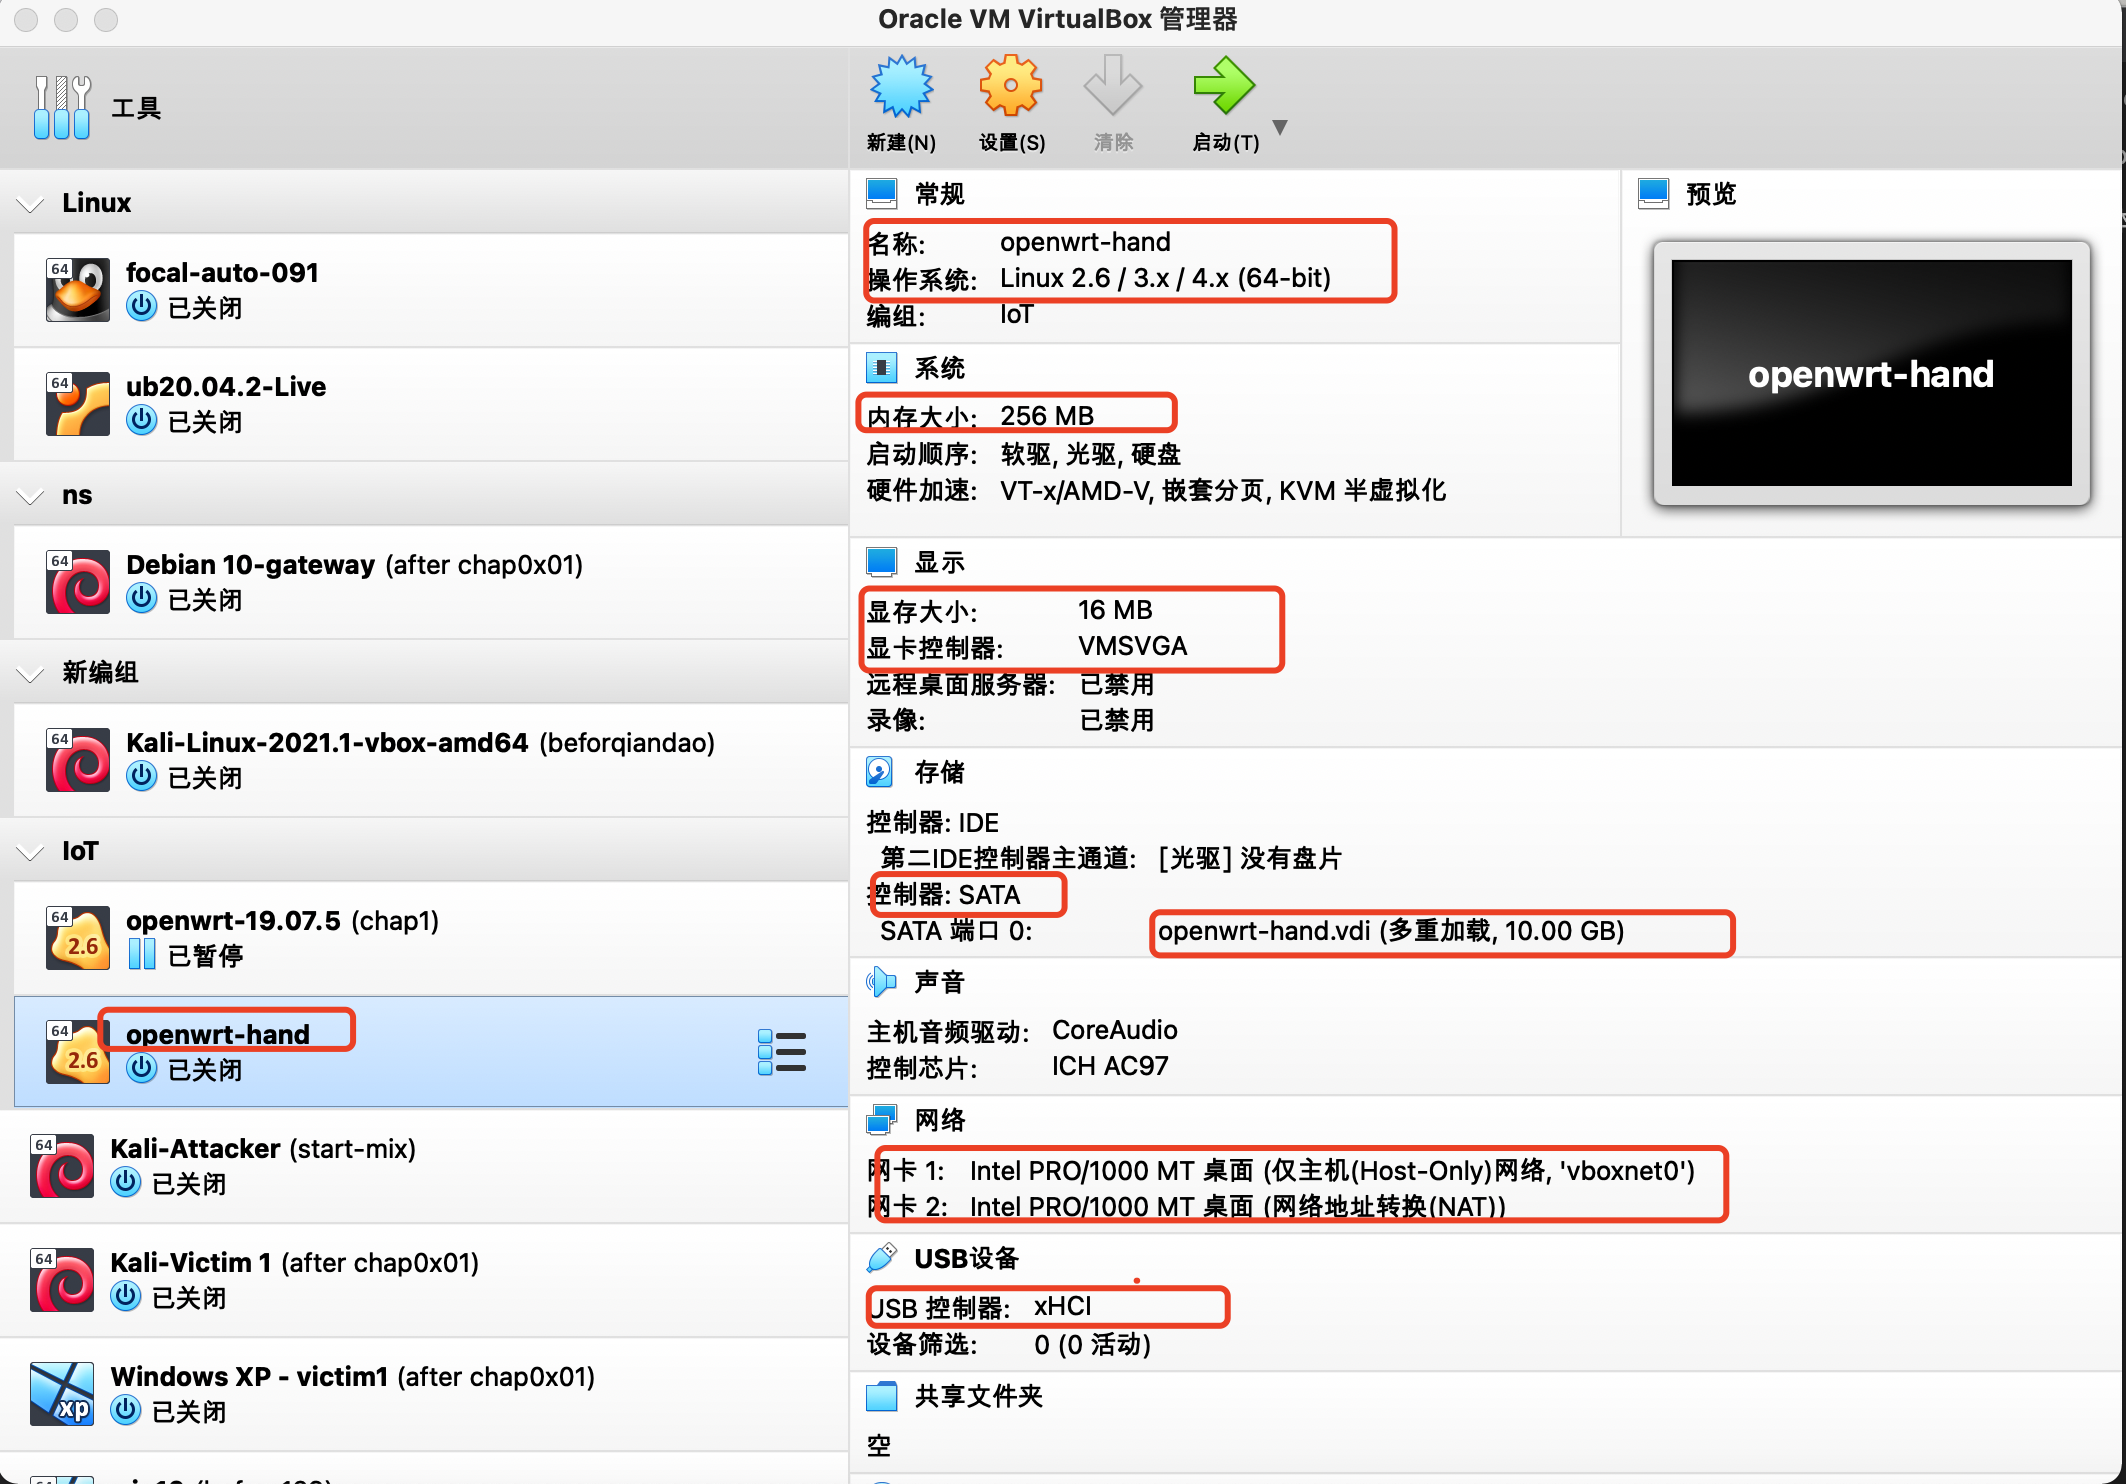 Oracle VM VirtualBox 管理器
工具
新建(N)
设置(S)
清除
启动(T)
Linux
64
focal-auto-091
已关闭
64
ub20.04.2-Live
已关闭
ns
64
Debian 10-gateway (after chap0x01)
已关闭
新编组
64
Kali-Linux-2021.1-vbox-amd64 (beforqiandao)
已关闭
IoT
64
2.6
openwrt-19.07.5 (chap1)
已暂停
64
2.6
openwrt-hand
已关闭
64
Kali-Attacker (start-mix)
已关闭
64
Kali-Victim 1 (after chap0x01)
已关闭
xp
Windows XP - victim1 (after chap0x01)
已关闭
常规
名称: openwrt-hand
操作系统: Linux 2.6 / 3.x / 4.x (64-bit)
编组: IoT
预览
openwrt-hand
系统
内存大小: 256 MB
启动顺序: 软驱, 光驱, 硬盘
硬件加速: VT-x/AMD-V, 嵌套分页, KVM 半虚拟化
显示
显存大小: 16 MB
显卡控制器: VMSVGA
远程桌面服务器: 已禁用
录像: 已禁用
存储
控制器: IDE
第二IDE控制器主通道: [光驱] 没有盘片
控制器: SATA
SATA 端口 0: openwrt-hand.vdi (多重加载, 10.00 GB)
声音
主机音频驱动: CoreAudio
控制芯片: ICH AC97
网络
网卡 1: Intel PRO/1000 MT 桌面 (仅主机(Host-Only)网络, 'vboxnet0')
网卡 2: Intel PRO/1000 MT 桌面 (网络地址转换(NAT))
USB设备
USB 控制器: xHCI
设备筛选: 0 (0 活动)
共享文件夹
空